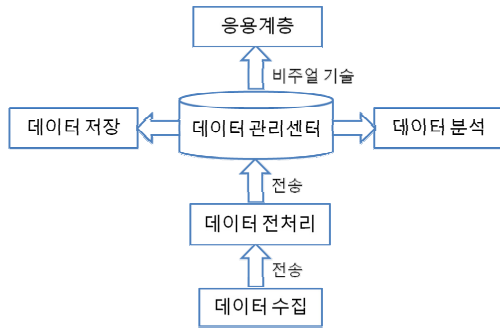 응용계층
비주얼 기술
데이터 저장
데이터 관리센터
데이터 분석
전송
데이터 전처리
전송
데이터 수집